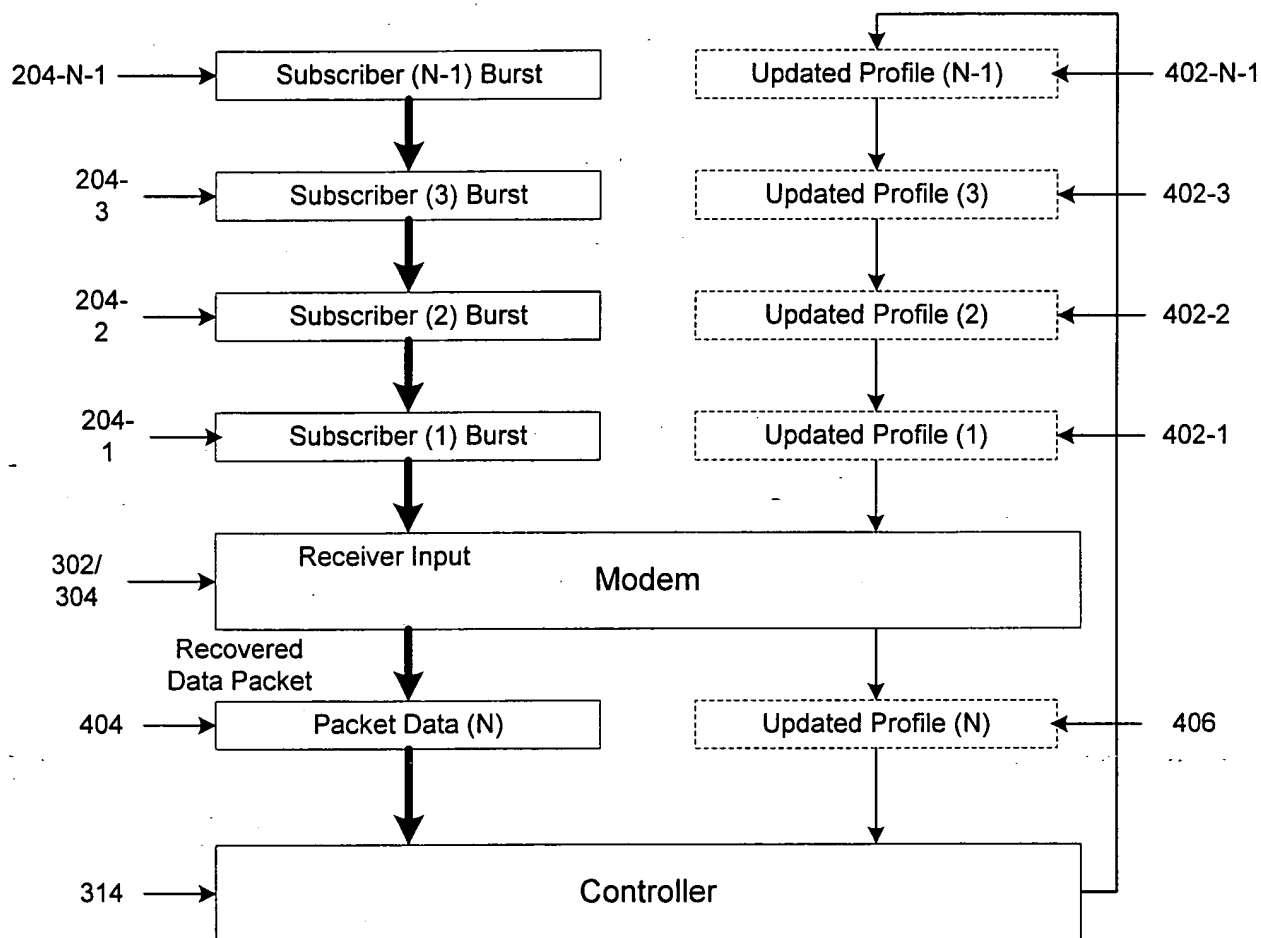 204-N-1
Subscriber (N-1) Burst
Updated Profile (N-1)
402-N-1
204-
3
Subscriber (3) Burst
Updated Profile (3)
402-3
204-
2
Subscriber (2) Burst
Updated Profile (2)
402-2
204-
1
Subscriber (1) Burst
Updated Profile (1)
402-1
302/
304
Receiver Input
Modem
Recovered
Data Packet
404
Packet Data (N)
Updated Profile (N)
406
314
Controller